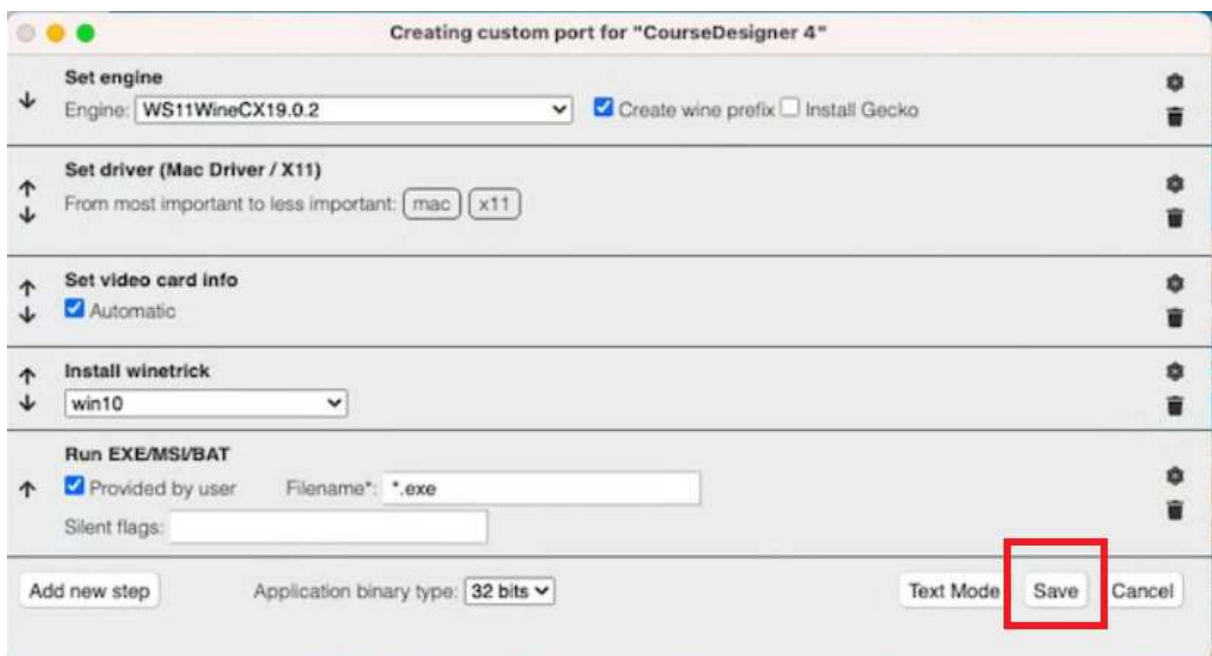 Creating custom port for "CourseDesigner 4"
Set engine
Engine: WS11WineCX19.0.2 Create wine prefix Install Gecko
Set driver (Mac Driver / X11)
From most important to less important: mac x11
Set video card info
Automatic
Install winetrick
win10
Run EXE/MSI/BAT
Provided by user Filename*: *.exe
Silent flags:
Add new step Application binary type: 32 bits Text Mode Save Cancel